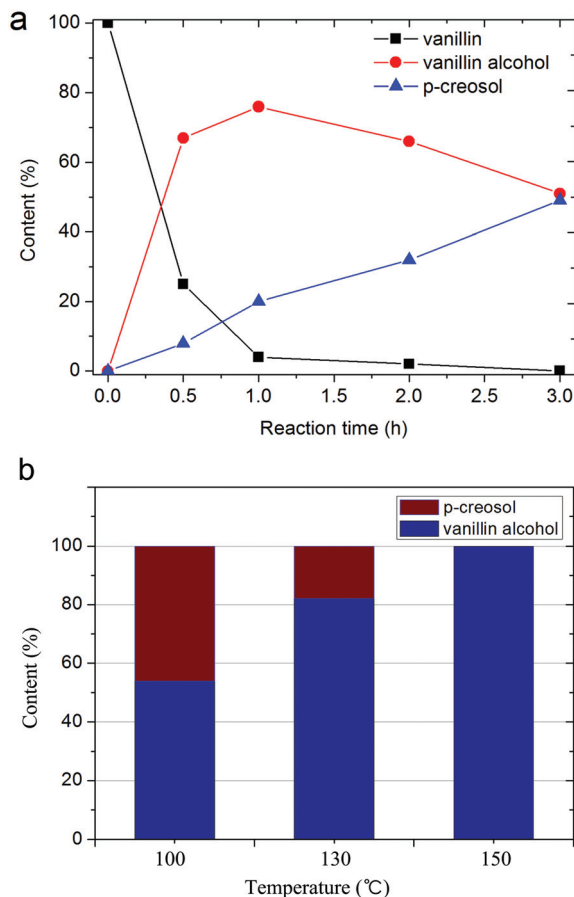 a
vanillin
vanillin alcohol
p-creosol
100
80
60
40
20
0
Content (%)
0.0 0.5 1.0 1.5 2.0 2.5 3.0
Reaction time (h)
b
p-creosol
vanillin alcohol
100
80
60
40
20
0
Content (%)
100 130 150
Temperature (℃)